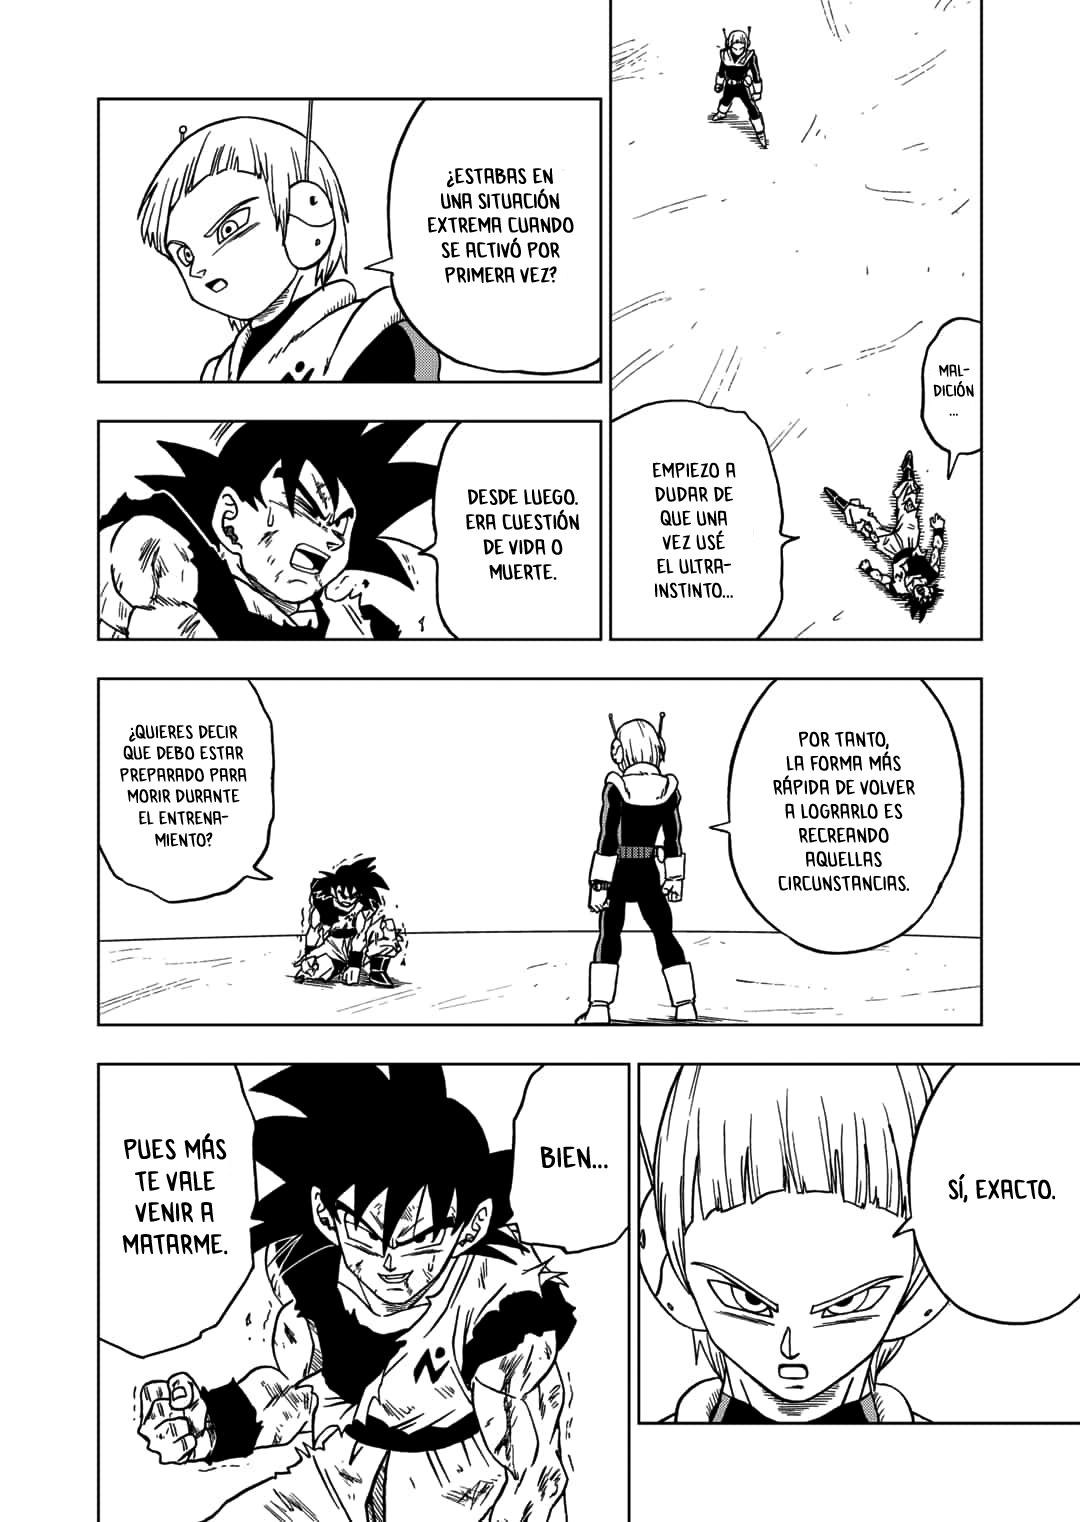 MAL-
DICIÓN
...
EMPIEZO A
DUDAR DE
QUE UNA
VEZ USÉ
EL ULTRA-
INSTINTO...
¿ESTABAS EN
UNA SITUACIÓN
EXTREMA CUANDO
SE ACTIVÓ POR
PRIMERA VEZ?
DESDE LUEGO.
ERA CUESTIÓN
DE VIDA O
MUERTE.
POR TANTO,
LA FORMA MÁS
RÁPIDA DE VOLVER
A LOGRARLO ES
RECREANDO
AQUELLAS
CIRCUNSTANCIAS.
¿QUIERES DECIR
QUE DEBO ESTAR
PREPARADO PARA
MORIR DURANTE
EL ENTRENA-
MIENTO?
SÍ, EXACTO.
BIEN...
PUES MÁS
TE VALE
VENIR A
MATARME.